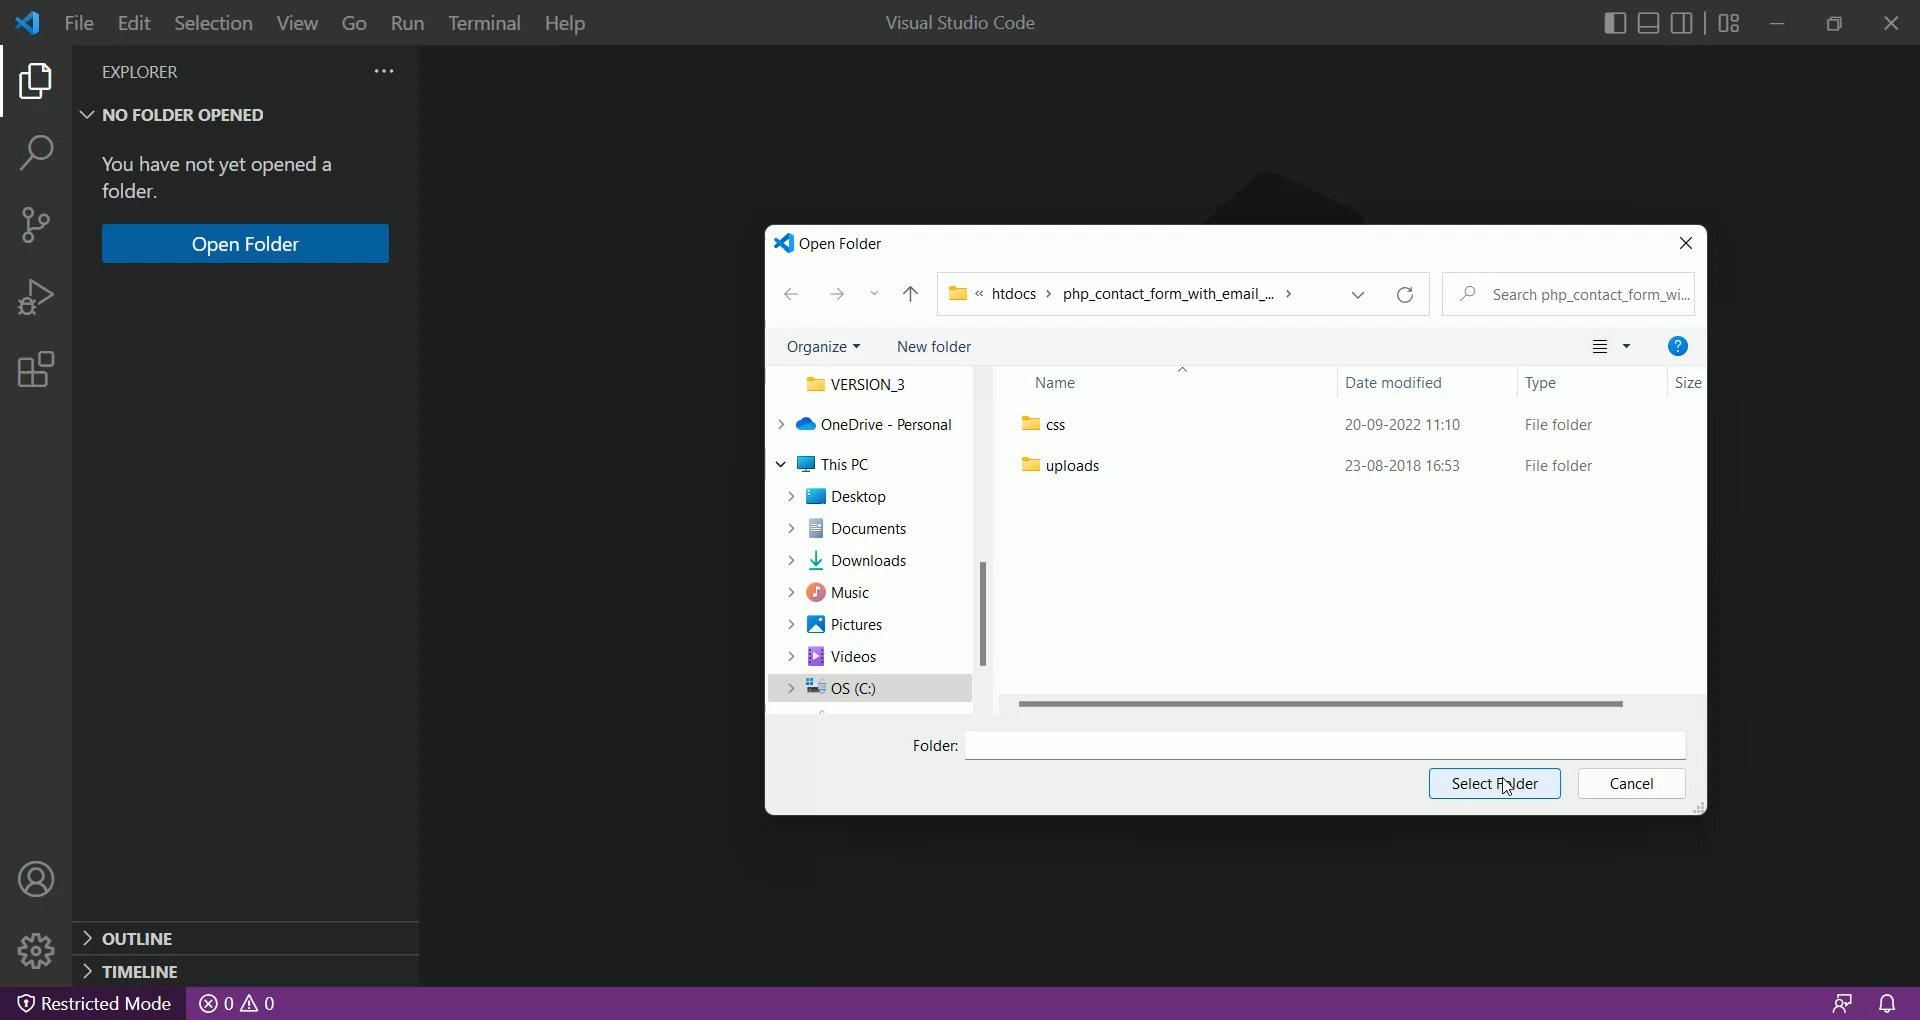 File Edit Selection View Go Run Terminal Help Visual Studio Code
EXPLORER
NO FOLDER OPENED
You have not yet opened a
folder.
Open Folder
OUTLINE
TIMELINE
Restricted Mode 0 0
Open Folder
« htdocs › php_contact_form_with_email_... › Search php_contact_form_wi...
Organize New folder ?
VERSION_3
OneDrive - Personal
This PC
Desktop
Documents
Downloads
Music
Pictures
Videos
OS (C:)
Name Date modified Type Size
css 20-09-2022 11:10 File folder
uploads 23-08-2018 16:53 File folder
Folder:
Select Folder Cancel